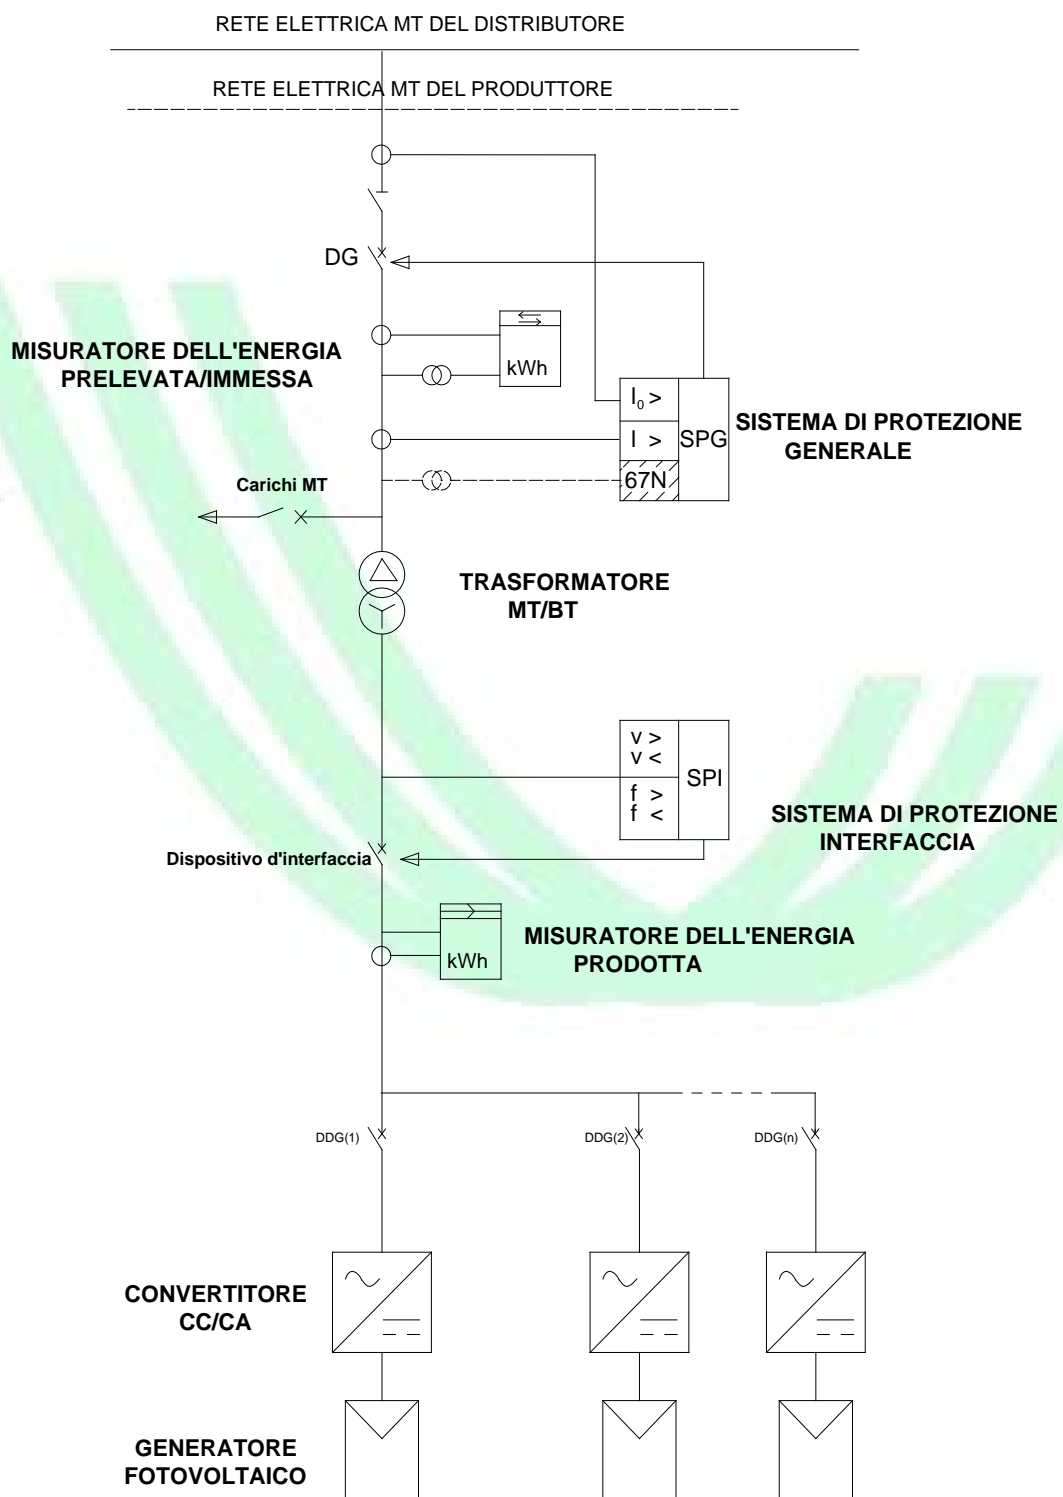 RETE ELETTRICA MT DEL DISTRIBUTORE
RETE ELETTRICA MT DEL PRODUTTORE
DG
MISURATORE DELL'ENERGIA
PRELEVATA/IMMESSA
kWh
I₀ >
I >
67N
SPG
SISTEMA DI PROTEZIONE
GENERALE
Carichi MT
TRASFORMATORE
MT/BT
v >
v <
f >
f <
SPI
SISTEMA DI PROTEZIONE
INTERFACCIA
Dispositivo d'interfaccia
kWh
MISURATORE DELL'ENERGIA
PRODOTTA
DDG(1)
DDG(2)
DDG(n)
CONVERTITORE
CC/CA
GENERATORE
FOTOVOLTAICO